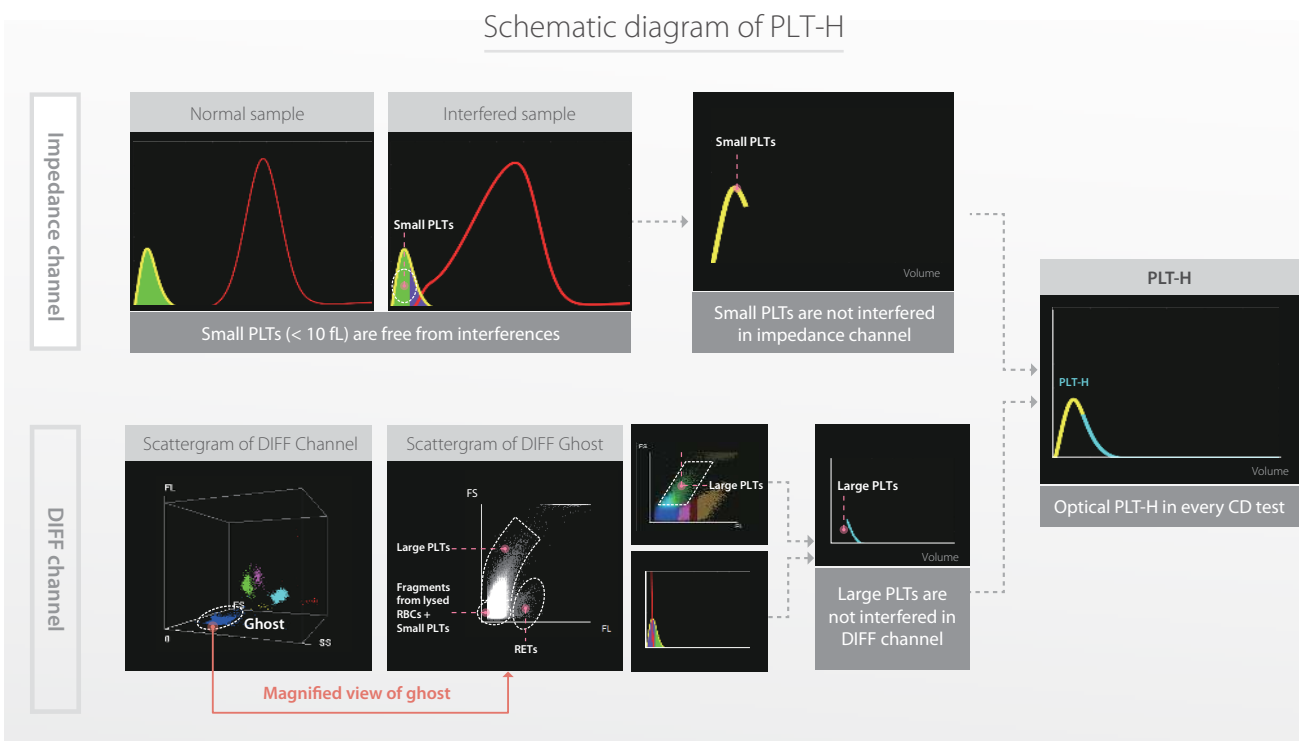 Schematic diagram of PLT-H
Impedance channel
Normal sample
Interfered sample
Small PLTs
Small PLTs (< 10 fL) are free from interferences
Small PLTs
Volume
Small PLTs are not interfered
in impedance channel
PLT-H
PLT-H
Volume
Optical PLT-H in every CD test
DIFF channel
Scattergram of DIFF Channel
FL
FS
Ghost
0
SS
Scattergram of DIFF Ghost
FS
Large PLTs
Fragments
from lysed
RBCs +
Small PLTs
RETs
FL
FS
Large PLTs
Large PLTs
Volume
Large PLTs are
not interfered in
DIFF channel
Magnified view of ghost